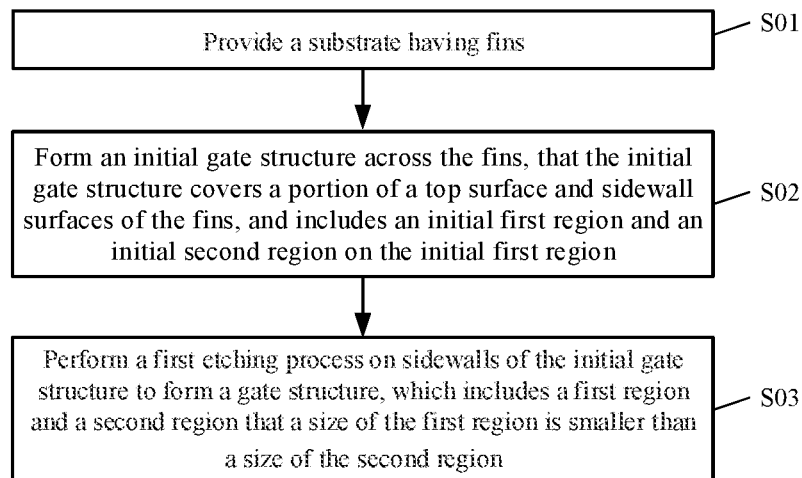 Provide a substrate having fins
S01
Form an initial gate structure across the fins, that the initial
gate structure covers a portion of a top surface and sidewall
surfaces of the fins, and includes an initial first region and an
initial second region on the initial first region
S02
Perform a first etching process on sidewalls of the initial gate
structure to form a gate structure, which includes a first region
and a second region that a size of the first region is smaller than
a size of the second region
S03